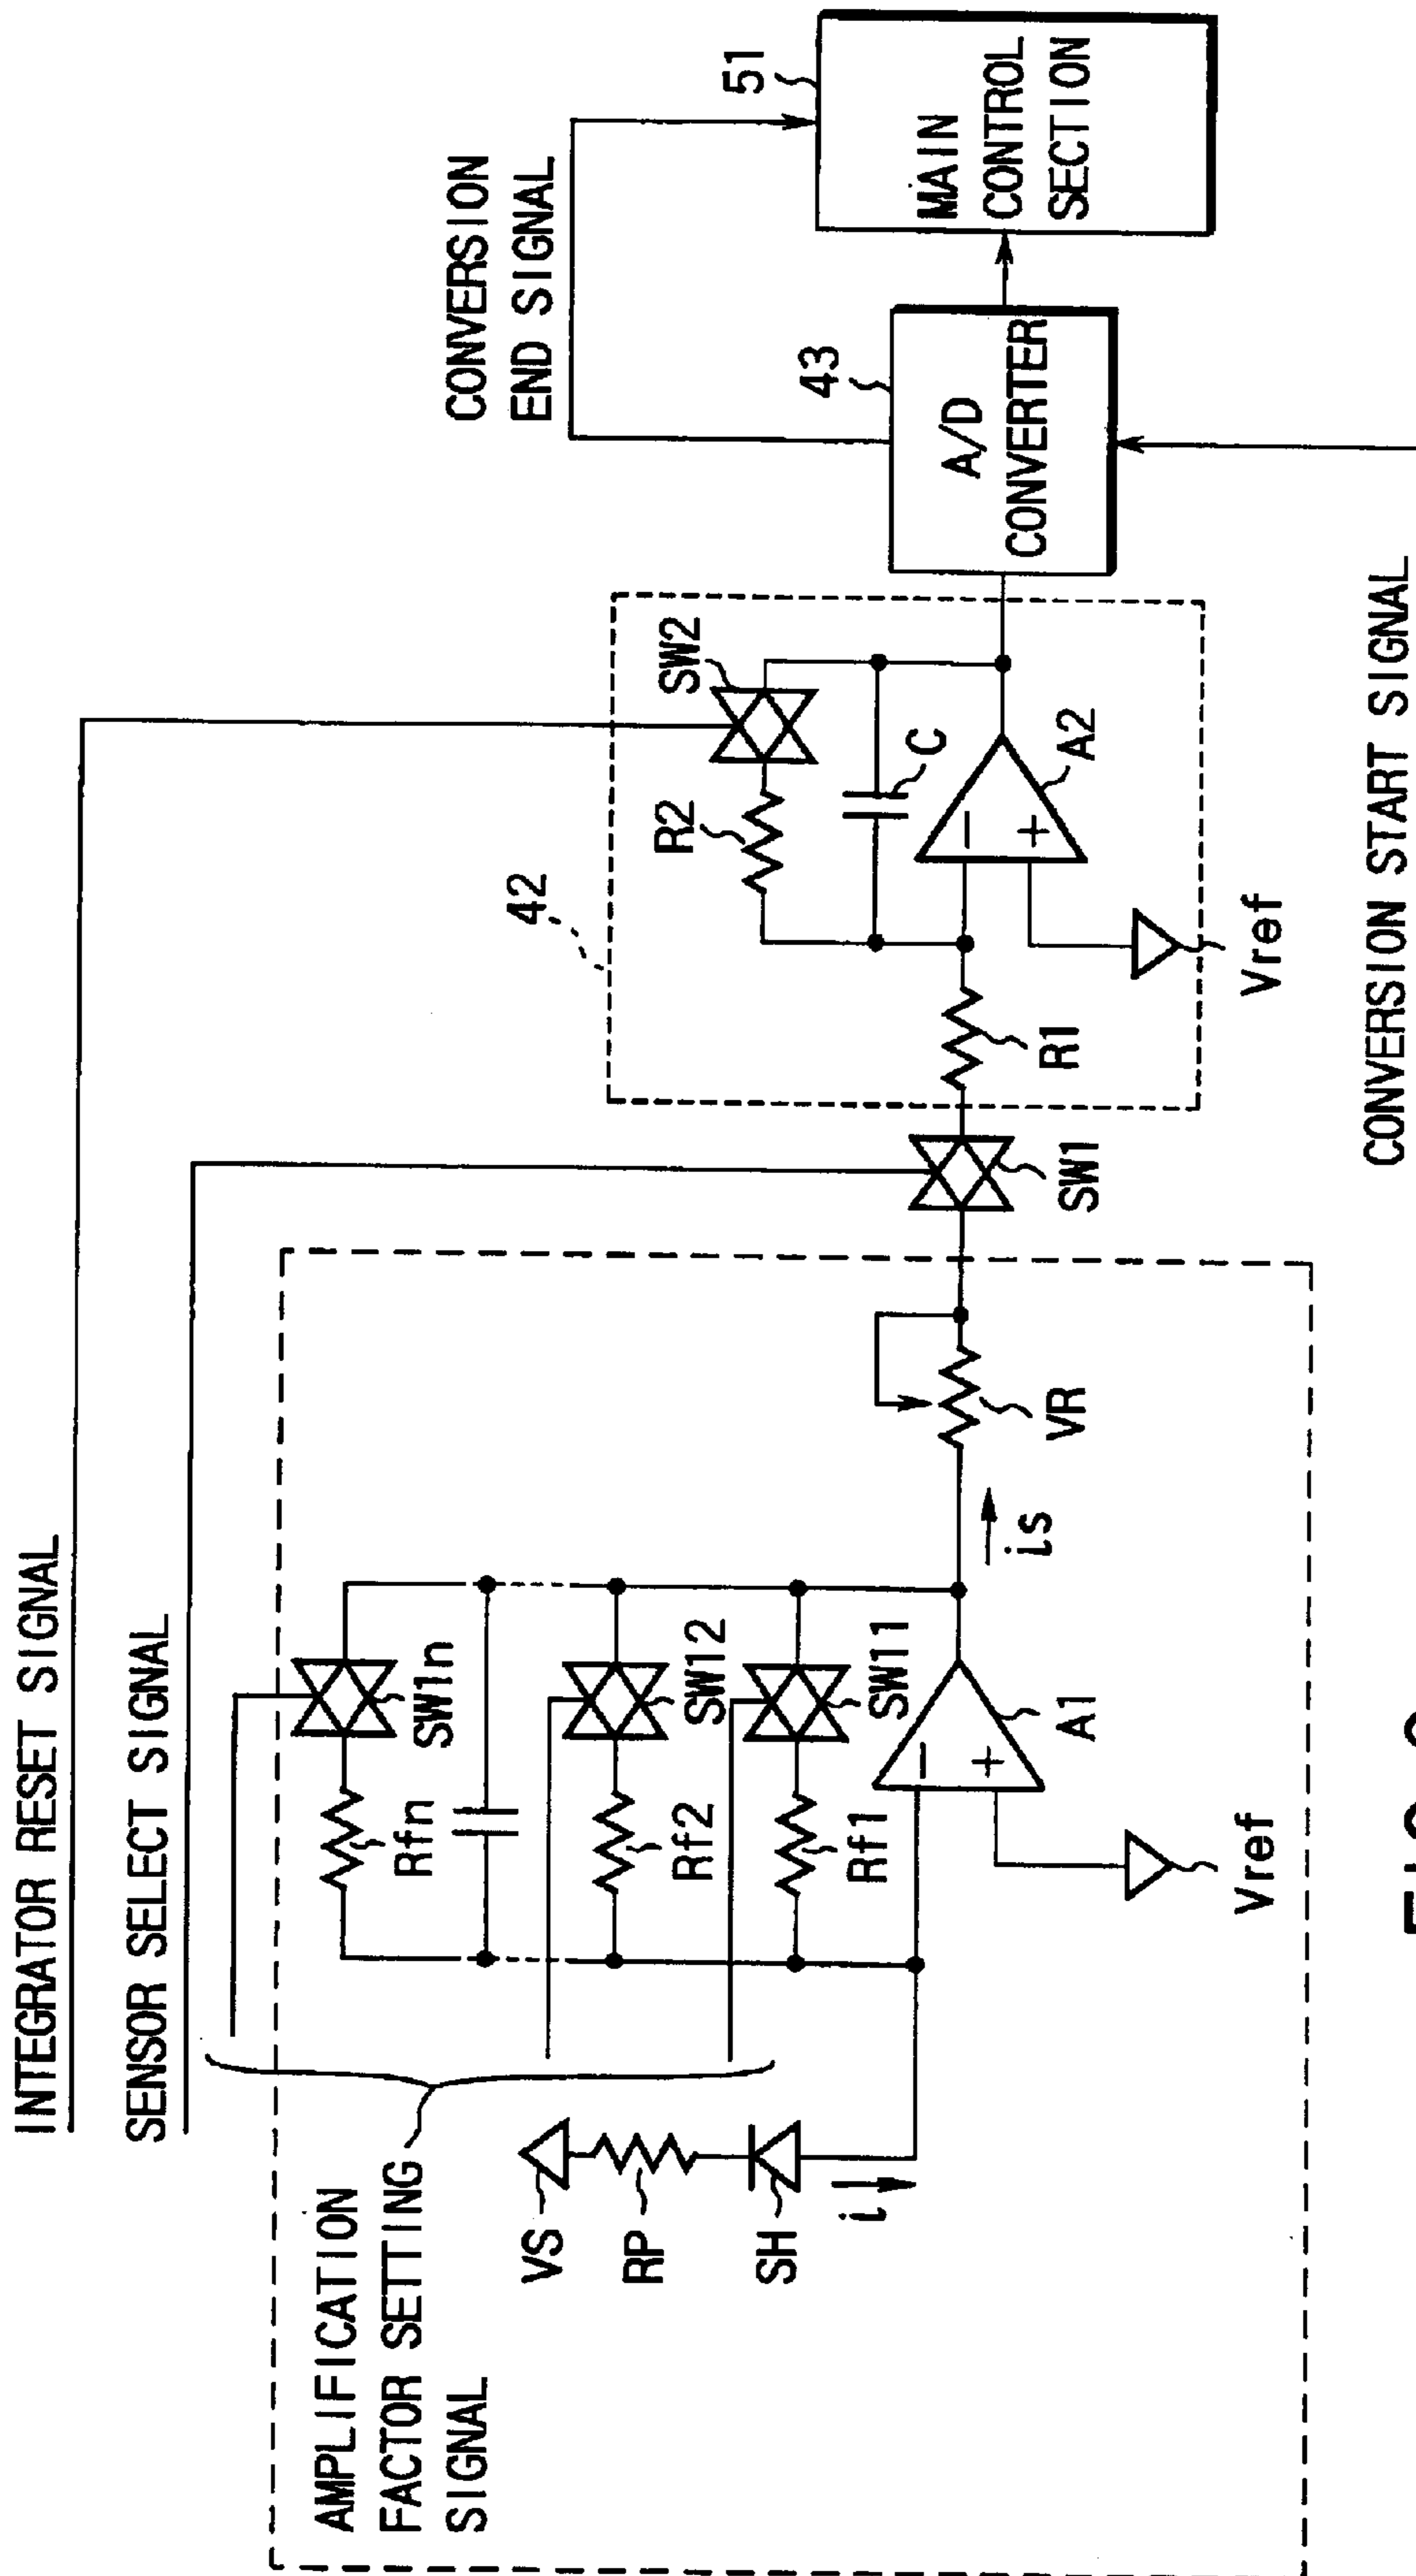 INTEGRATOR RESET SIGNAL
SENSOR SELECT SIGNAL
AMPLIFICATION
FACTOR SETTING
SIGNAL
VS
RP
SH
i
Rfn
SW1n
Rf2
SW12
Rf1
SW11
A1
Vref
is
VR
SW1
42
R1
R2
SW2
C
A2
Vref
CONVERSION
END SIGNAL
43
A/D
CONVERTER
51
MAIN
CONTROL
SECTION
CONVERSION START SIGNAL